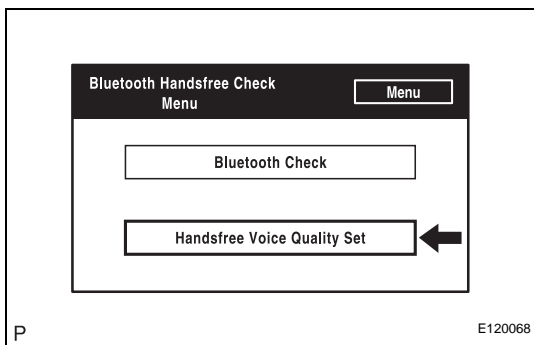 Bluetooth Handsfree Check
Menu
Menu
Bluetooth Check
Handsfree Voice Quality Set
P
E120068